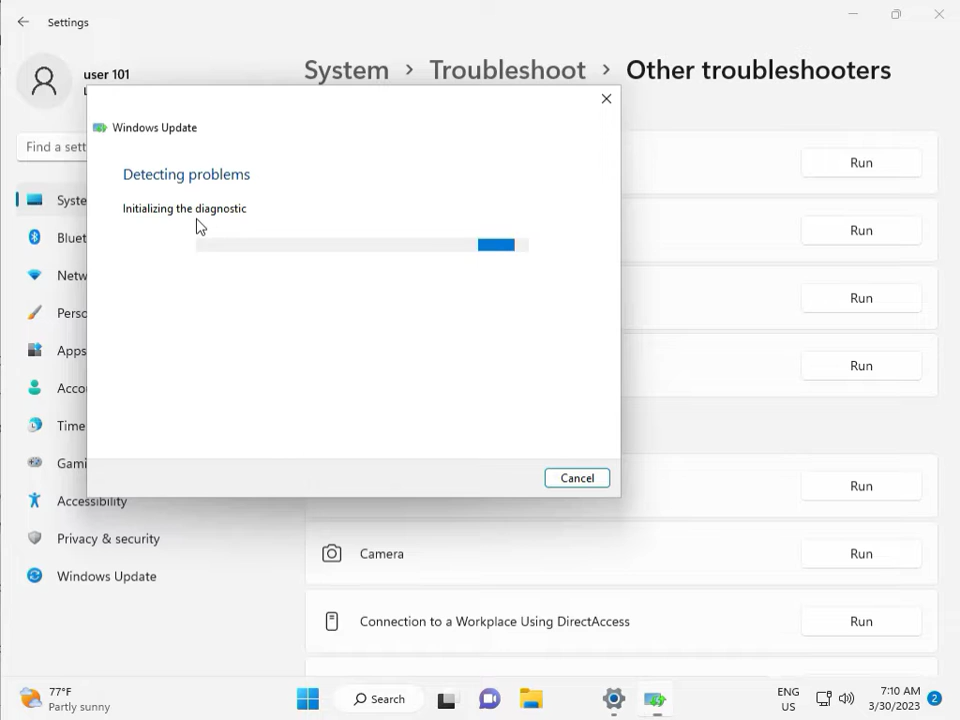 Settings
user 101
System > Troubleshoot > Other troubleshooters
Windows Update
Find a sett
Run
Detecting problems
Syste
Initializing the diagnostic
Bluet
Run
Netw
Run
Perso
Apps
Run
Acco
Time
Gami
Cancel
Run
Accessibility
Privacy & security
Camera
Run
Windows Update
Connection to a Workplace Using DirectAccess
Run
77°F
Partly sunny
Search
ENG
US
7:10 AM
3/30/2023
2